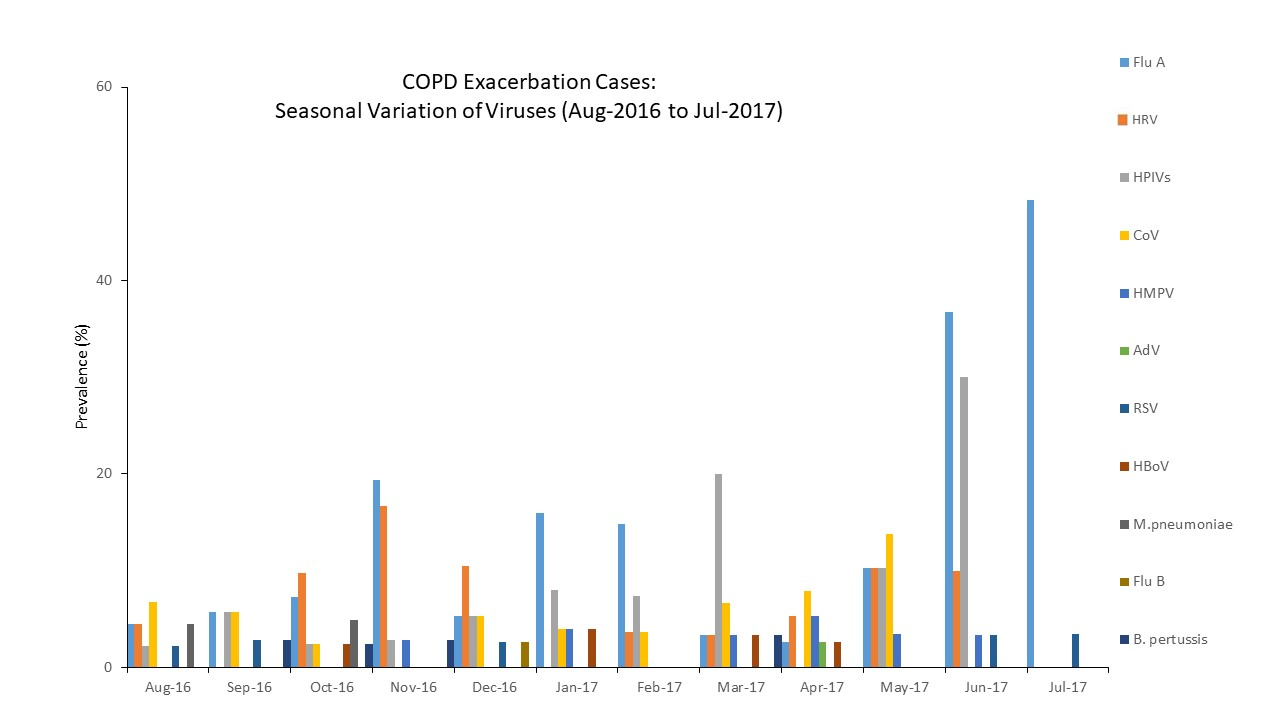 COPD Exacerbation Cases:
Seasonal Variation of Viruses (Aug-2016 to Jul-2017)
Prevalence (%)
60
40
20
0
Aug-16
Sep-16
Oct-16
Nov-16
Dec-16
Jan-17
Feb-17
Mar-17
Apr-17
May-17
Jun-17
Jul-17
Flu A
HRV
HPIVs
CoV
HMPV
AdV
RSV
HBoV
M.pneumoniae
Flu B
B. pertussis